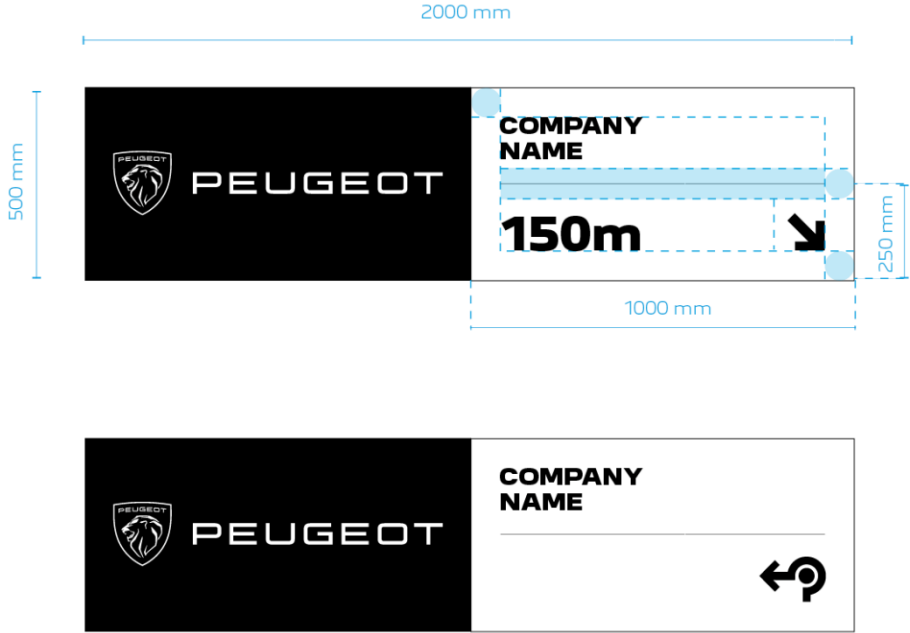 2000 mm
500 mm
PEUGEOT
PEUGEOT
COMPANY
NAME
150m
250 mm
1000 mm
PEUGEOT
PEUGEOT
COMPANY
NAME